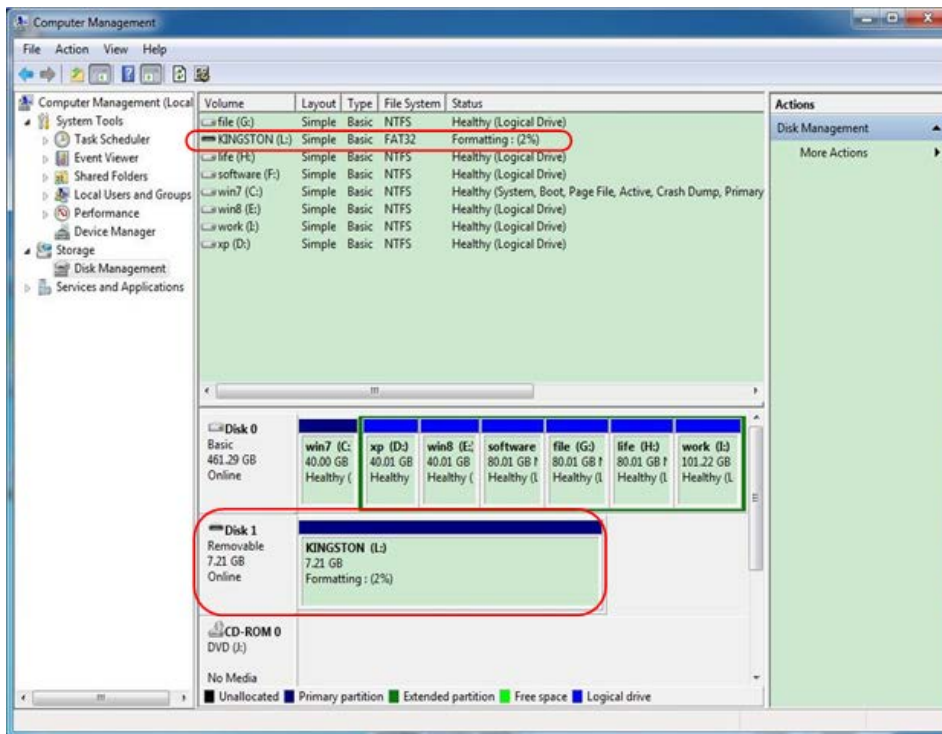 Computer Management
File Action View Help
Computer Management (Local
System Tools
Task Scheduler
Event Viewer
Shared Folders
Local Users and Groups
Performance
Device Manager
Storage
Disk Management
Services and Applications
Volume Layout Type File System Status
file (G:) Simple Basic NTFS Healthy (Logical Drive)
KINGSTON (L:) Simple Basic FAT32 Formatting : (2%)
life (H:) Simple Basic NTFS Healthy (Logical Drive)
software (F:) Simple Basic NTFS Healthy (Logical Drive)
win7 (C:) Simple Basic NTFS Healthy (System, Boot, Page File, Active, Crash Dump, Primary
win8 (E:) Simple Basic NTFS Healthy (Logical Drive)
work (I:) Simple Basic NTFS Healthy (Logical Drive)
xp (D:) Simple Basic NTFS Healthy (Logical Drive)
Disk 0
Basic
461.29 GB
Online
win7 (C: xp (D:) win8 (E: software file (G:) life (H:) work (I:)
40.00 GB 40.01 GB 40.01 GB 80.01 GB N 80.01 GB N 80.01 GB N 101.22 GB
Healthy ( Healthy Healthy ( Healthy (L Healthy (L Healthy (L Healthy (L
Disk 1
Removable
7.21 GB
Online
KINGSTON (L:)
7.21 GB
Formatting : (2%)
CD-ROM 0
DVD (J:)
No Media
Unallocated Primary partition Extended partition Free space Logical drive
Actions
Disk Management
More Actions